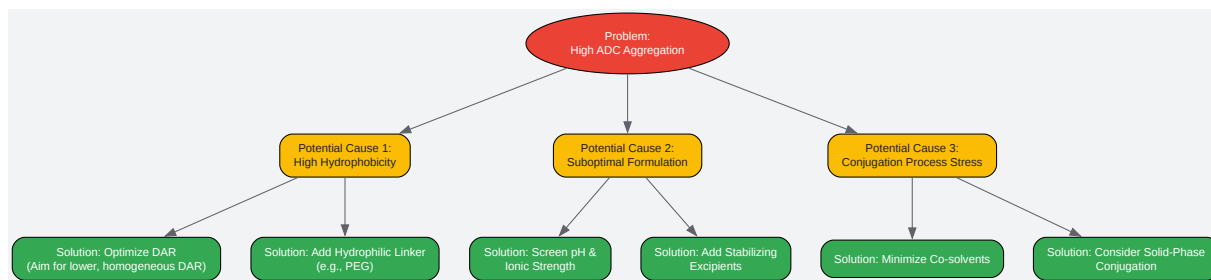 Problem:
High ADC Aggregation
Potential Cause 1:
High Hydrophobicity
Potential Cause 2:
Suboptimal Formulation
Potential Cause 3:
Conjugation Process Stress
Solution: Optimize DAR
(Aim for lower, homogeneous DAR)
Solution: Add Hydrophilic Linker
(e.g., PEG)
Solution: Screen pH &
Ionic Strength
Solution: Add Stabilizing
Excipients
Solution: Minimize Co-solvents
Solution: Consider Solid-Phase
Conjugation